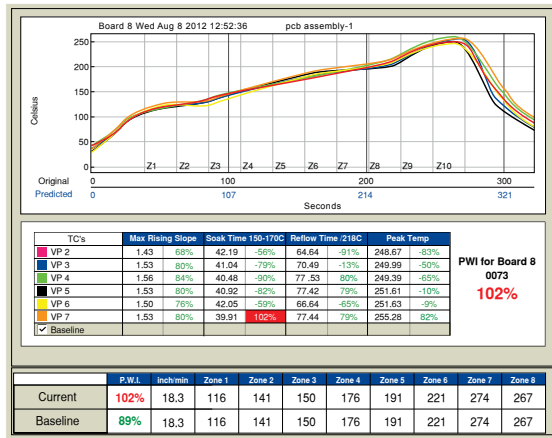 Board 8 Wed Aug 8 2012 12:52:36 pcb assembly-1
Celsius
250
200
150
100
50
0
Z1 Z2 Z3 Z4 Z5 Z6 Z7 Z8 Z9 Z10
Original 0 100 200 300
Predicted 0 107 214 321
Seconds
TC's Max Rising Slope Soak Time 150-170C Reflow Time /218C Peak Temp
VP 2 1.43 68% 42.19 -56% 64.64 -91% 248.67 -83%
VP 3 1.53 80% 41.04 -79% 70.49 -13% 249.99 -50%
VP 4 1.56 84% 40.48 -90% 77.53 80% 249.39 -65%
VP 5 1.53 80% 40.92 -82% 77.42 79% 251.61 -10%
VP 6 1.50 76% 42.05 -59% 66.64 -65% 251.63 -9%
VP 7 1.53 80% 39.91 102% 77.44 79% 255.28 82%
Baseline
PWI for Board 8
0073
102%
P.W.I. inch/min Zone 1 Zone 2 Zone 3 Zone 4 Zone 5 Zone 6 Zone 7 Zone 8
Current 102% 18.3 116 141 150 176 191 221 274 267
Baseline 89% 18.3 116 141 150 176 191 221 274 267